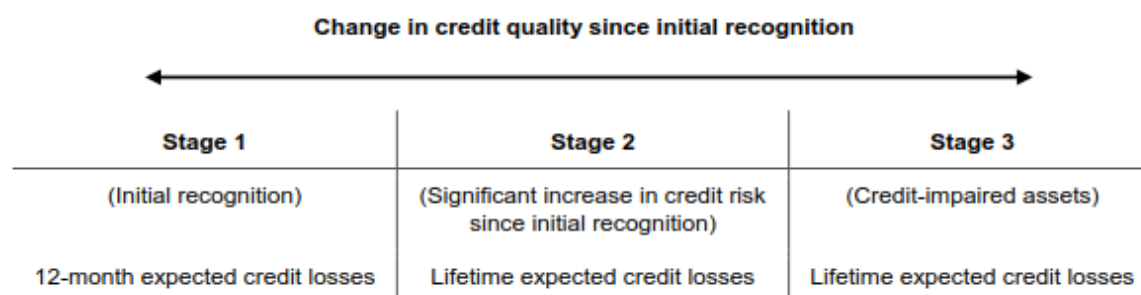 Change in credit quality since initial recognition
Stage 1
Stage 2
Stage 3
(Initial recognition)
(Significant increase in credit risk
since initial recognition)
(Credit-impaired assets)
12-month expected credit losses
Lifetime expected credit losses
Lifetime expected credit losses